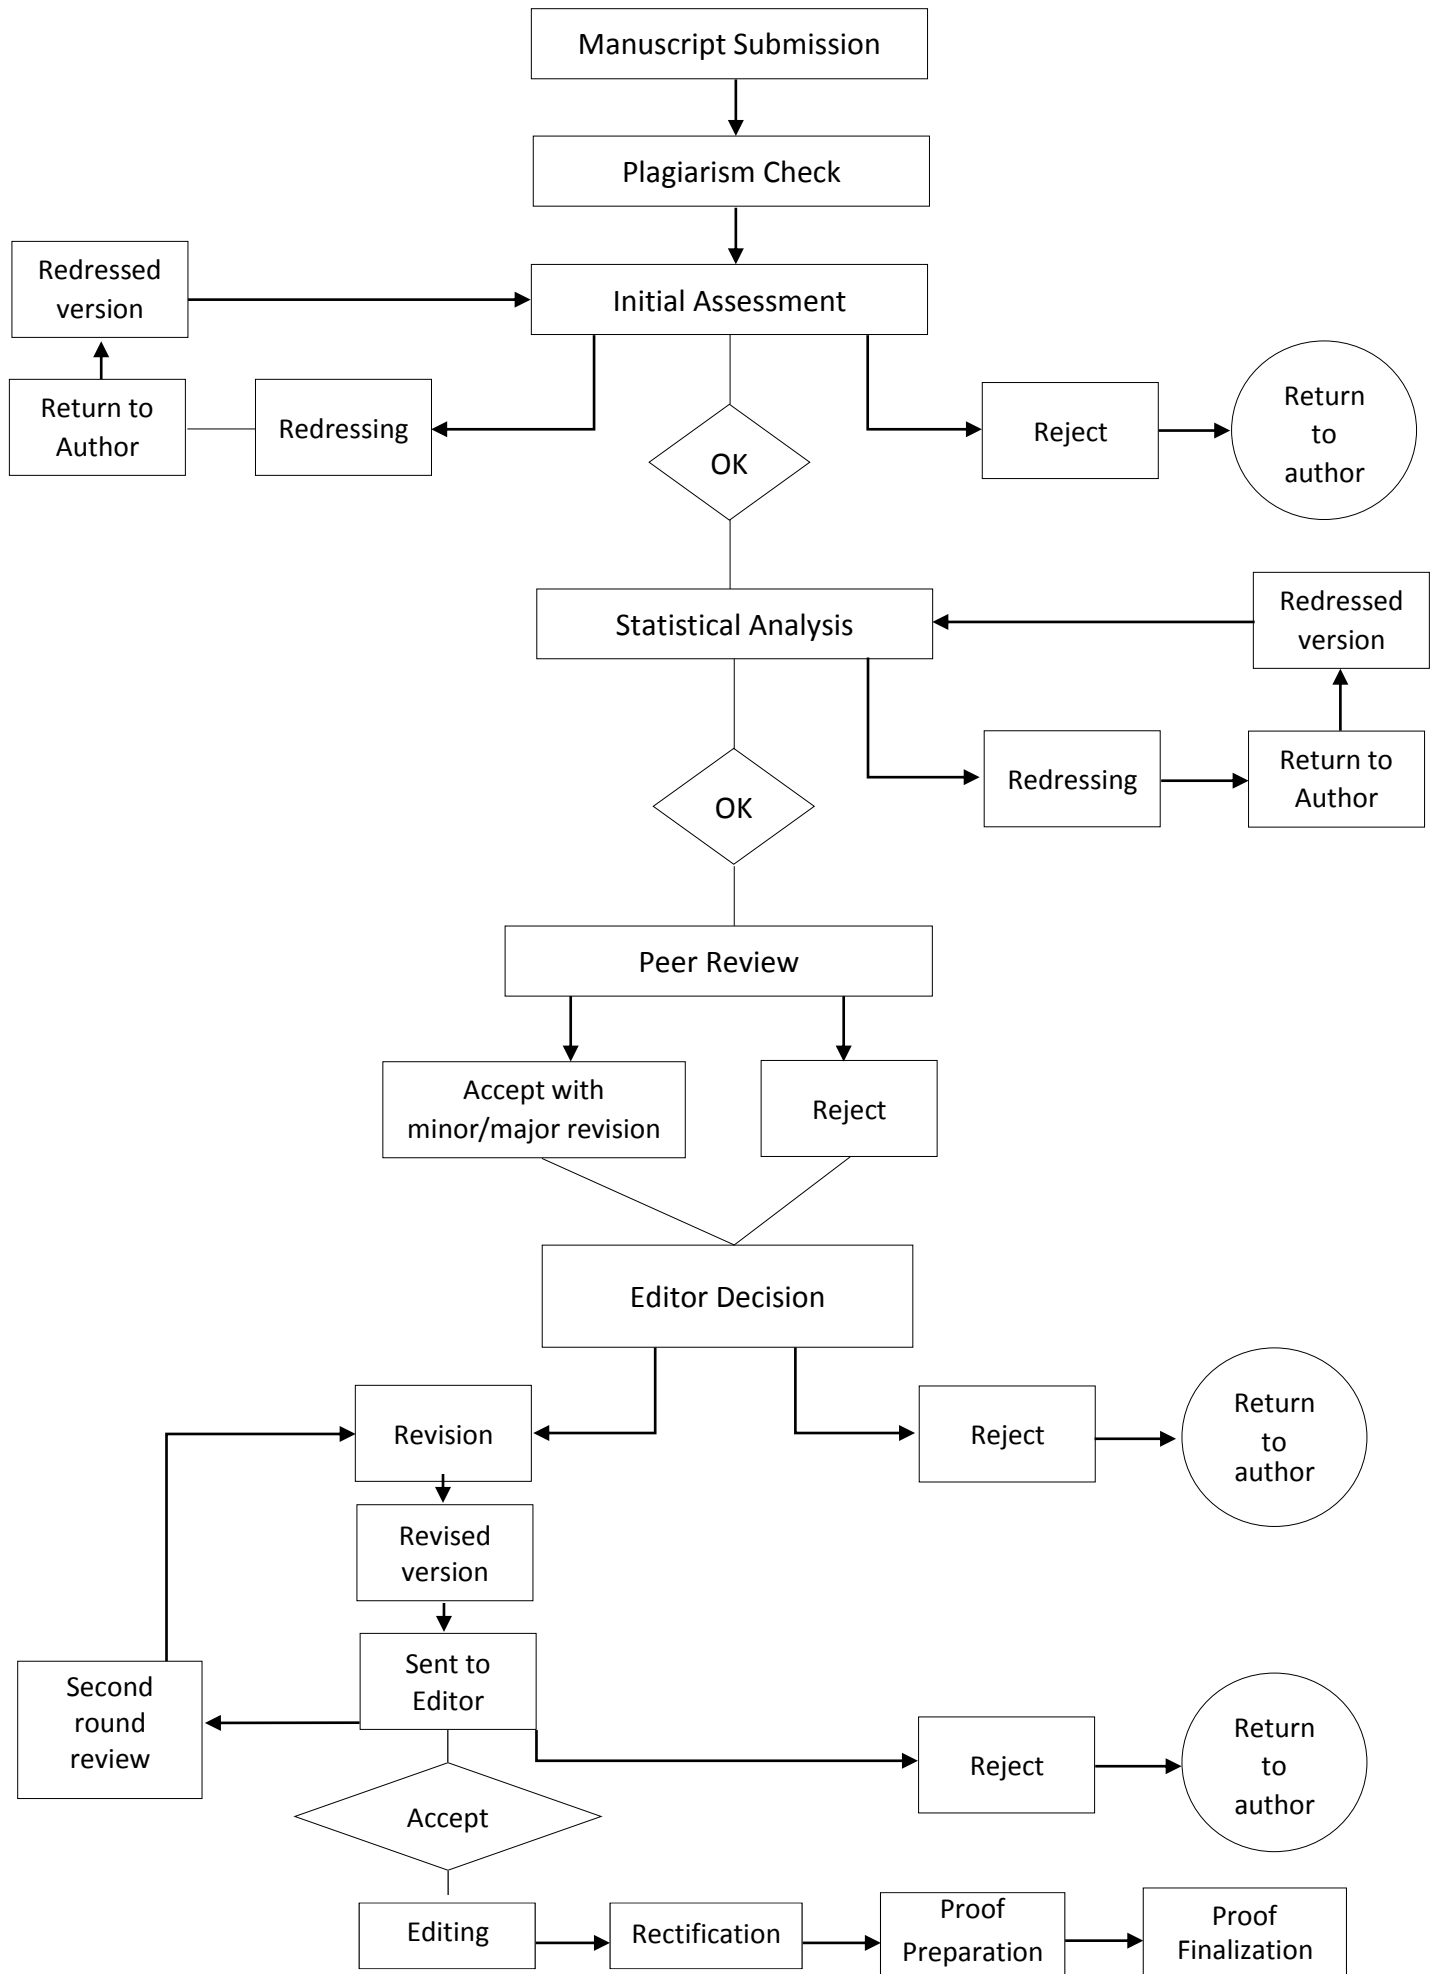 Manuscript Submission
Plagiarism Check
Redressed
version
Initial Assessment
Return to
Author
Redressing
OK
Reject
Return
to
author
Statistical Analysis
Redressed
version
OK
Redressing
Return to
Author
Peer Review
Accept with
minor/major revision
Reject
Editor Decision
Revision
Reject
Return
to
author
Revised
version
Sent to
Editor
Second
round
review
Reject
Return
to
author
Accept
Editing
Rectification
Proof
Preparation
Proof
Finalization